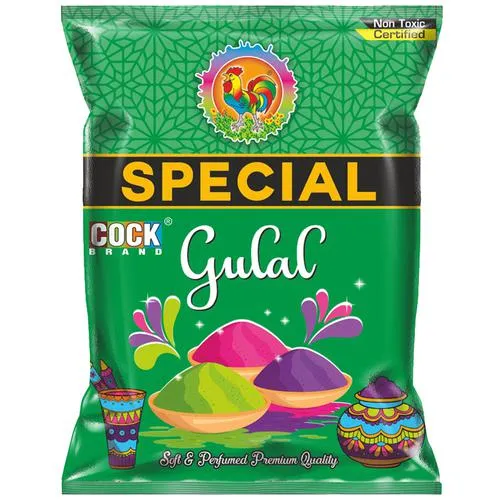 Non Toxic
Certified
SPECIAL
COCK ®
BRAND
Gulal
Soft & Perfumed Premium Quality